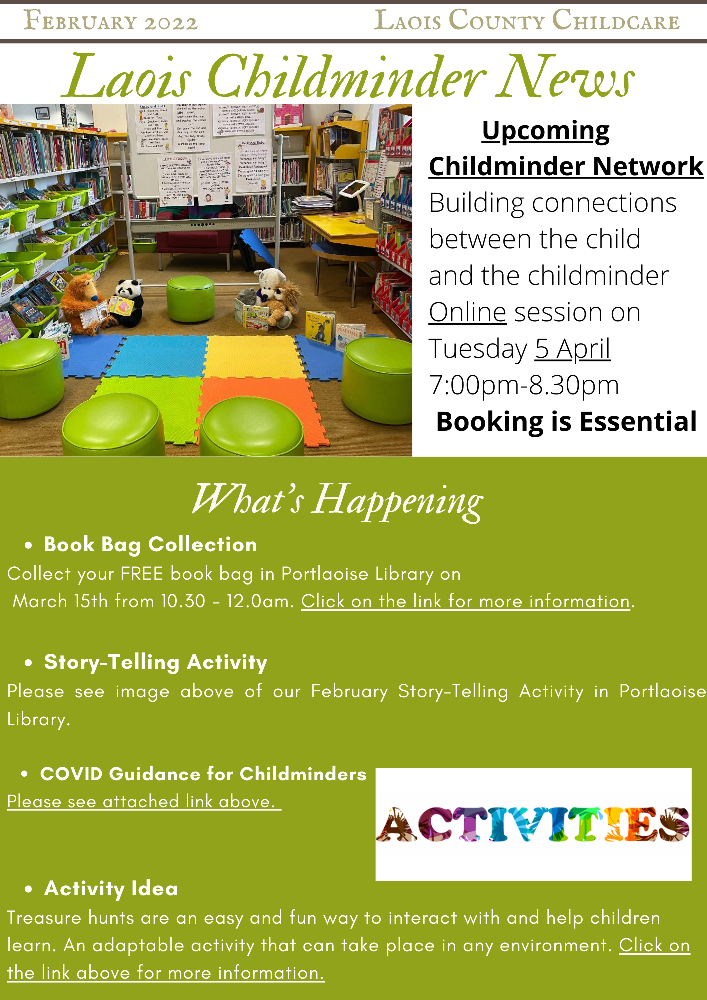 February 2022
Laois County Childcare
Laois Childminder News
Knees and Toes
Peekaboo Baby!
Upcoming
Childminder Network
Building connections
between the child
and the childminder
Online session on
Tuesday 5 April
7:00pm-8.30pm
Booking is Essential
What's Happening
• Book Bag Collection
Collect your FREE book bag in Portlaoise Library on
March 15th from 10.30 - 12.0am. Click on the link for more information.
• Story-Telling Activity
Please see image above of our February Story-Telling Activity in Portlaoise
Library.
• COVID Guidance for Childminders
Please see attached link above.
ACTIVITIES
• Activity Idea
Treasure hunts are an easy and fun way to interact with and help children
learn. An adaptable activity that can take place in any environment. Click on
the link above for more information.